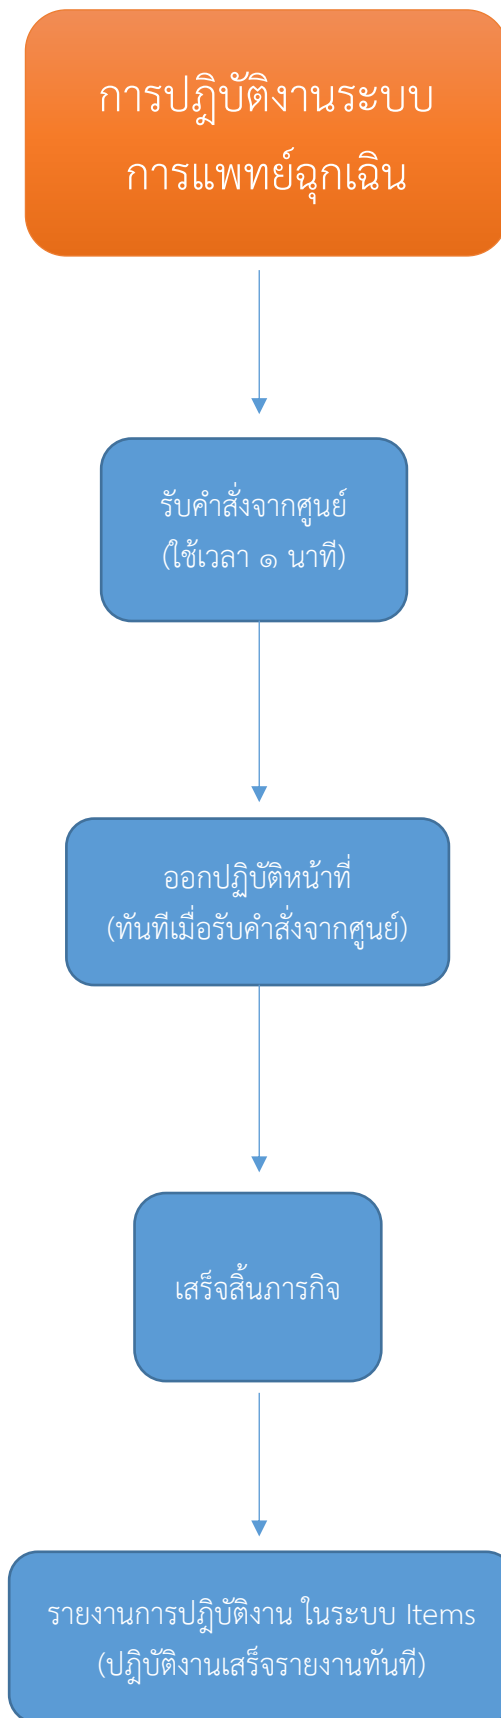 การปฎิบัติงานระบบ
การแพทย์ฉุกเฉิน
รับคำสั่งจากศูนย์
(ใช้เวลา ๑ นาที)
ออกปฏิบัติหน้าที่
(ทันทีเมื่อรับคำสั่งจากศูนย์)
เสร็จสิ้นภารกิจ
รายงานการปฎิบัติงาน ในระบบ Items
(ปฎิบัติงานเสร็จรายงานทันที)